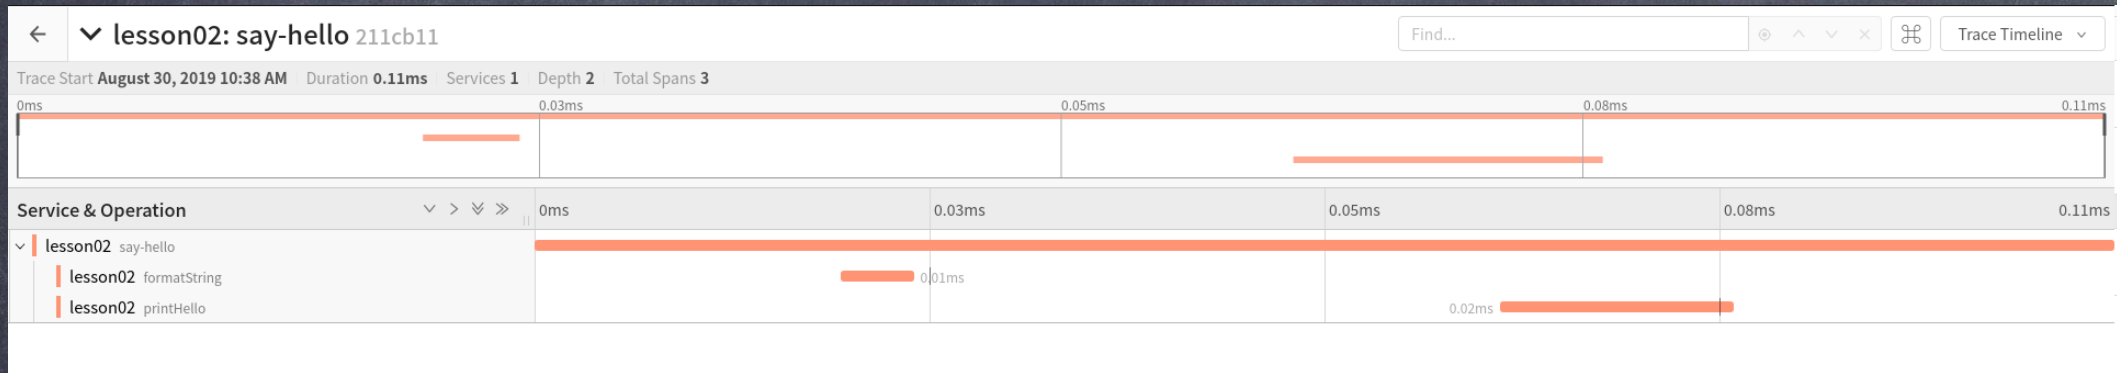 lesson02: say-hello 211cb11 Find... Trace Timeline
Trace Start August 30, 2019 10:38 AM Duration 0.11ms Services 1 Depth 2 Total Spans 3
0ms 0.03ms 0.05ms 0.08ms 0.11ms
Service & Operation 0ms 0.03ms 0.05ms 0.08ms 0.11ms
lesson02 say-hello
lesson02 formatString 0.01ms
lesson02 printHello 0.02ms